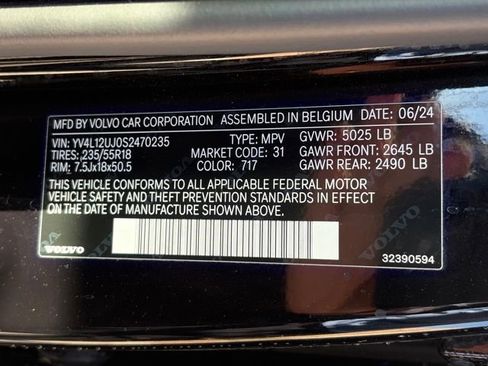 MFD BY VOLVO CAR CORPORATION ASSEMBLED IN BELGIUM DATE: 06/24
VIN: YV4L12UJ0S2470235 TYPE: MPV GVWR: 5025 LB
TIRES: 235/55R18 MARKET CODE: 31 GAWR FRONT: 2645 LB
RIM: 7.5Jx18x50.5 COLOR: 717 GAWR REAR: 2490 LB
THIS VEHICLE CONFORMS TO ALL APPLICABLE FEDERAL MOTOR
VEHICLE SAFETY AND THEFT PREVENTION STANDARDS IN EFFECT
ON THE DATE OF MANUFACTURE SHOWN ABOVE.
VOLVO 32390594